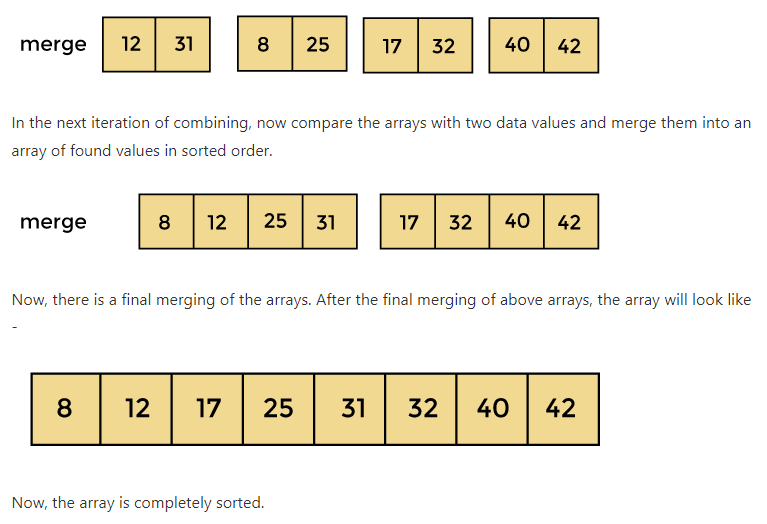 merge 12 31 8 25 17 32 40 42
In the next iteration of combining, now compare the arrays with two data values and merge them into an
array of found values in sorted order.
merge 8 12 25 31 17 32 40 42
Now, there is a final merging of the arrays. After the final merging of above arrays, the array will look like
-
8 12 17 25 31 32 40 42
Now, the array is completely sorted.